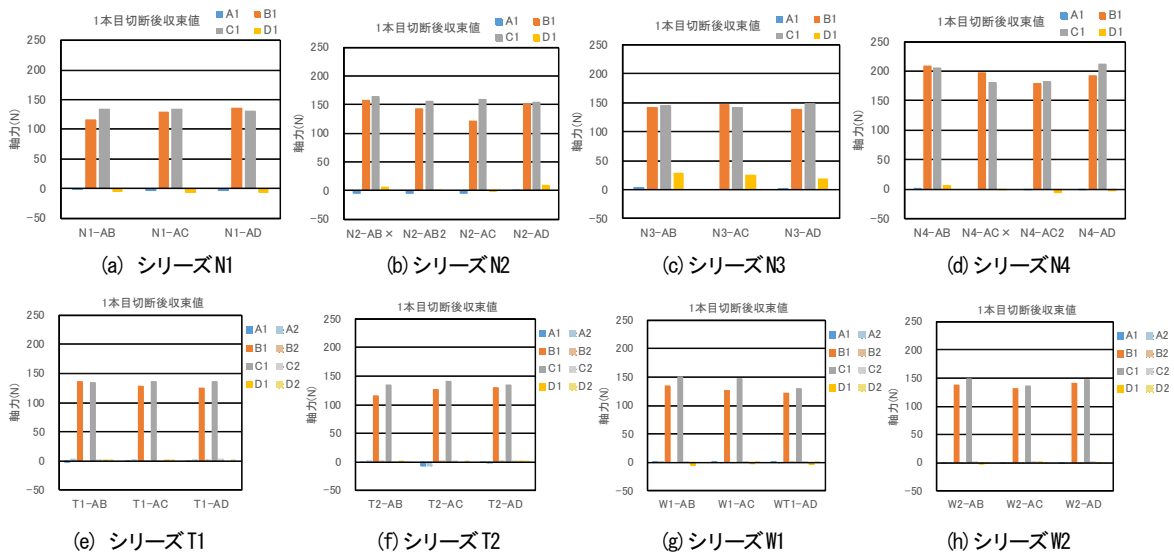 1本目切断後収束値
A1 B1
C1 D1
軸力(N)
250
200
150
100
50
0
-50
N1-AB N1-AC N1-AD
(a) シリーズN1
1本目切断後収束値
A1 B1
C1 D1
軸力(N)
250
200
150
100
50
0
-50
N2-AB× N2-AB2 N2-AC N2-AD
(b) シリーズN2
1本目切断後収束値
A1 B1
C1 D1
軸力(N)
250
200
150
100
50
0
-50
N3-AB N3-AC N3-AD
(c) シリーズN3
1本目切断後収束値
A1 B1
C1 D1
軸力(N)
250
200
150
100
50
0
-50
N4-AB N4-AC× N4-AC2 N4-AD
(d) シリーズN4
1本目切断後収束値
A1 A2
B1 B2
C1 C2
D1 D2
軸力(N)
250
200
150
100
50
0
-50
T1-AB T1-AC T1-AD
(e) シリーズT1
1本目切断後収束値
A1 A2
B1 B2
C1 C2
D1 D2
軸力(N)
250
200
150
100
50
0
-50
T2-AB T2-AC T2-AD
(f) シリーズT2
1本目切断後収束値
A1 A2
B1 B2
C1 C2
D1 D2
軸力(N)
250
200
150
100
50
0
-50
W1-AB W1-AC WT1-AD
(g) シリーズW1
1本目切断後収束値
A1 A2
B1 B2
C1 C2
D1 D2
軸力(N)
250
200
150
100
50
0
-50
W2-AB W2-AC W2-AD
(h) シリーズW2